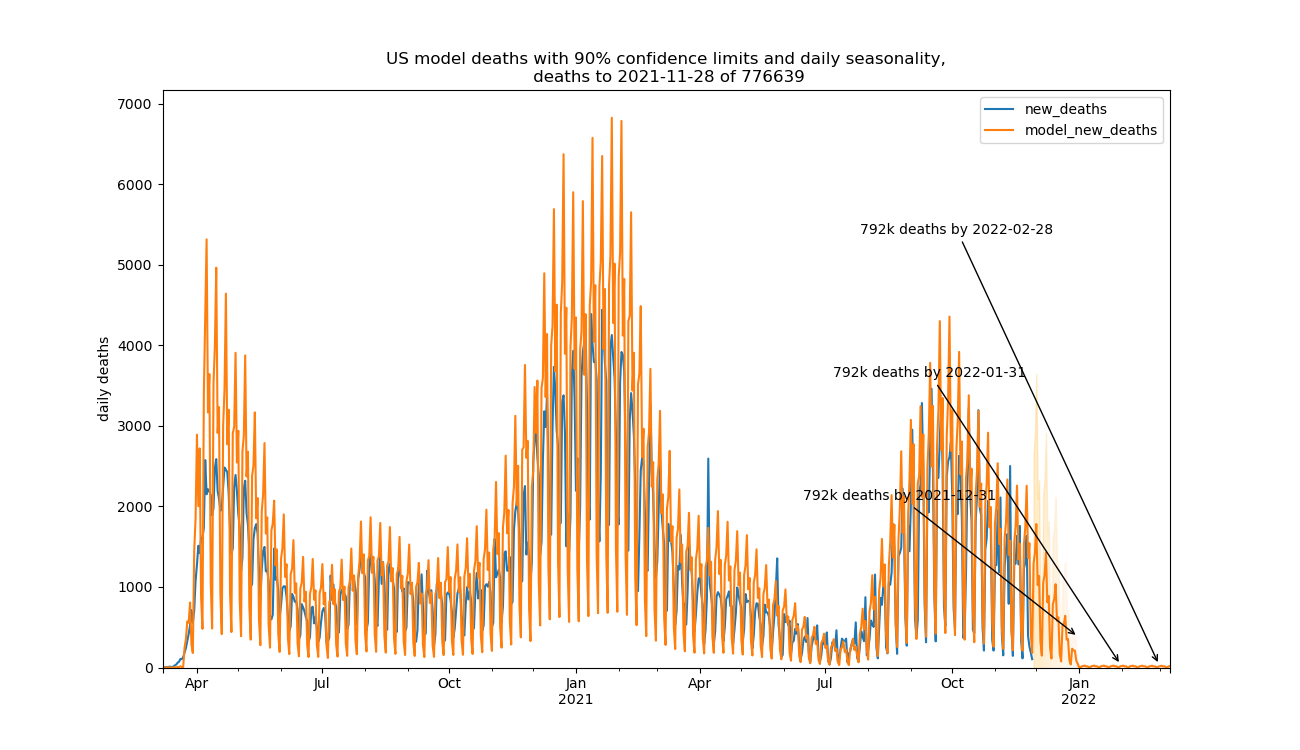 US model deaths with 90% confidence limits and daily seasonality,
deaths to 2021-11-28 of 776639
7000
6000
5000
4000
3000
2000
1000
0
daily deaths
new_deaths
model_new_deaths
792k deaths by 2022-02-28
792k deaths by 2022-01-31
792k deaths by 2021-12-31
Apr
Jul
Oct
Jan
2021
Apr
Jul
Oct
Jan
2022